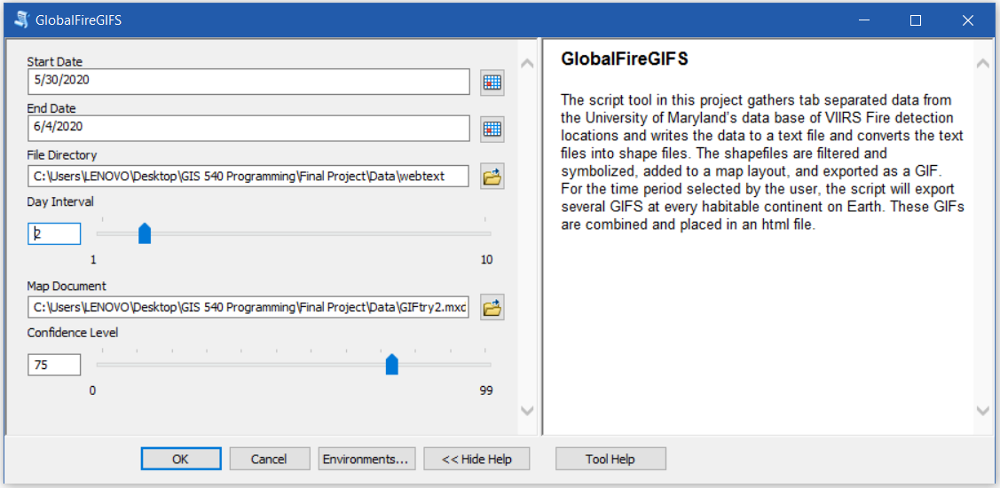 GlobalFireGIFS
Start Date
5/30/2020
End Date
6/4/2020
File Directory
C:\Users\LENOVO\Desktop\GIS 540 Programming\Final Project\Data\webtext
Day Interval
2
1 10
Map Document
C:\Users\LENOVO\Desktop\GIS 540 Programming\Final Project\Data\GIFtry2.mxd
Confidence Level
75
0 99
GlobalFireGIFS
The script tool in this project gathers tab separated data from
the University of Maryland's data base of VIIRS Fire detection
locations and writes the data to a text file and converts the text
files into shape files. The shapefiles are filtered and
symbolized, added to a map layout, and exported as a GIF.
For the time period selected by the user, the script will export
several GIFS at every habitable continent on Earth. These GIFs
are combined and placed in an html file.
OK Cancel Environments... << Hide Help Tool Help